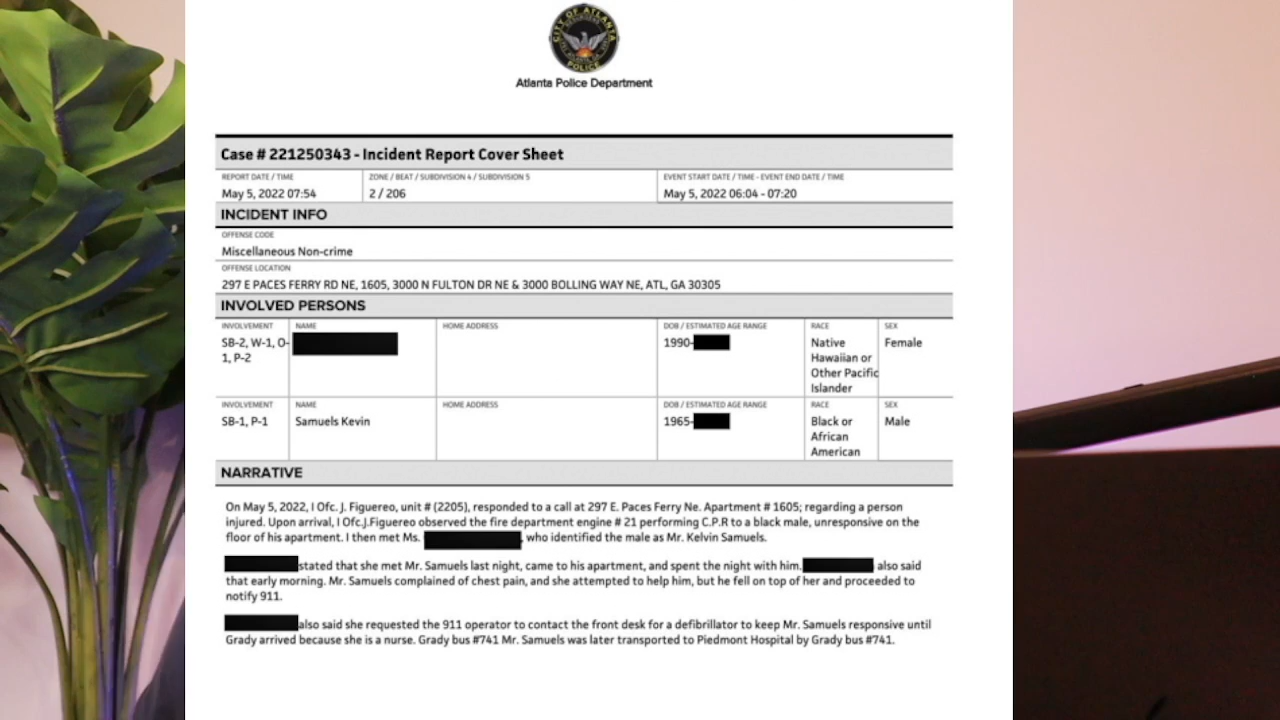 CITY OF ATLANTA
POLICE
Atlanta Police Department
Case # 221250343 - Incident Report Cover Sheet
REPORT DATE / TIME ZONE / BEAT / SUBDIVISION 4 / SUBDIVISION 5 EVENT START DATE / TIME - EVENT END DATE / TIME
May 5, 2022 07:54 2 / 206 May 5, 2022 06:04 - 07:20
INCIDENT INFO
OFFENSE CODE
Miscellaneous Non-crime
OFFENSE LOCATION
297 E PACES FERRY RD NE, 1605, 3000 N FULTON DR NE & 3000 BOLLING WAY NE, ATL, GA 30305
INVOLVED PERSONS
INVOLVEMENT NAME HOME ADDRESS DOB / ESTIMATED AGE RANGE RACE SEX
SB-2, W-1, O- 1990- Native Female
1, P-2 Hawaiian or
Other Pacific
Islander
INVOLVEMENT NAME HOME ADDRESS DOB / ESTIMATED AGE RANGE RACE SEX
SB-1, P-1 Samuels Kevin 1965- Black or Male
African
American
NARRATIVE
On May 5, 2022, I Ofc. J. Figuereo, unit # (2205), responded to a call at 297 E. Paces Ferry Ne. Apartment # 1605; regarding a person
injured. Upon arrival, I Ofc.J.Figuereo observed the fire department engine # 21 performing C.P.R to a black male, unresponsive on the
floor of his apartment. I then met Ms. , who identified the male as Mr. Kelvin Samuels.
stated that she met Mr. Samuels last night, came to his apartment, and spent the night with him. also said
that early morning. Mr. Samuels complained of chest pain, and she attempted to help him, but he fell on top of her and proceeded to
notify 911.
also said she requested the 911 operator to contact the front desk for a defibrillator to keep Mr. Samuels responsive until
Grady arrived because she is a nurse. Grady bus #741 Mr. Samuels was later transported to Piedmont Hospital by Grady bus #741.